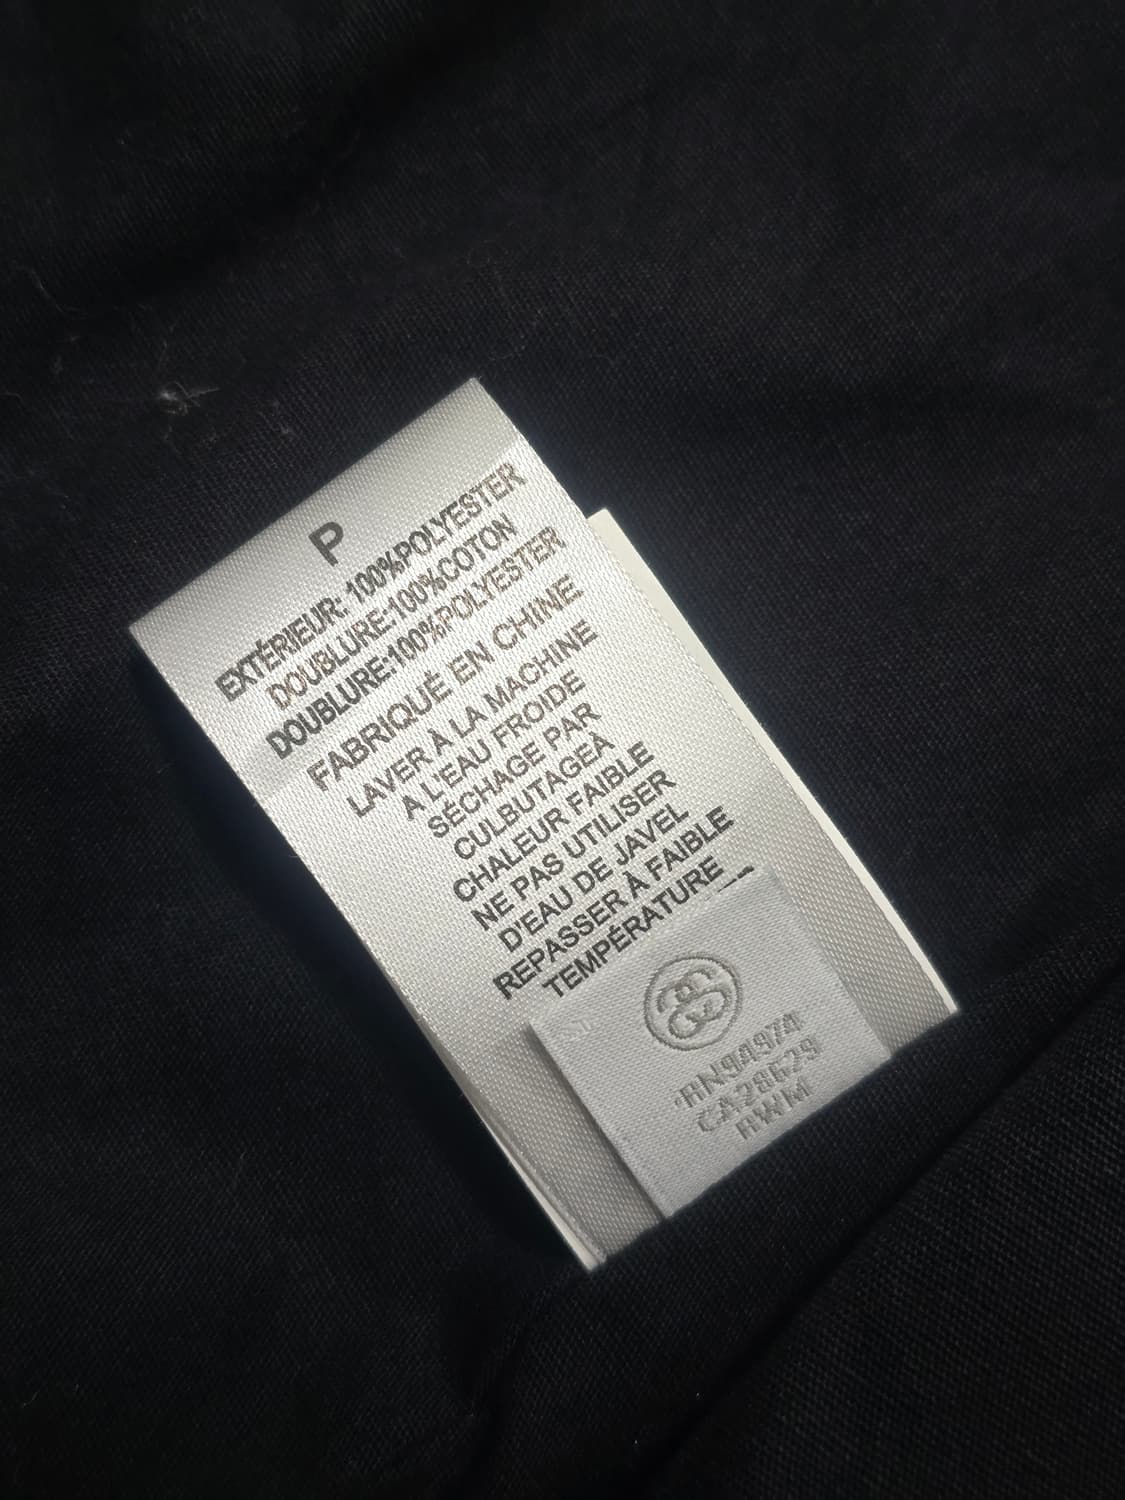 P
EXTÉRIEUR: 100%POLYESTER
DOUBLURE:100%COTON
DOUBLURE:100%POLYESTER
FABRIQUÉ EN CHINE
LAVER À LA MACHINE
A L'EAU FROIDE
SÉCHAGE PAR
CULBUTAGEÀ
CHALEUR FAIBLE
NE PAS UTILISER
D'EAU DE JAVEL
REPASSER À FAIBLE
TEMPÉRATURE
RN94974
CA28629
RWM